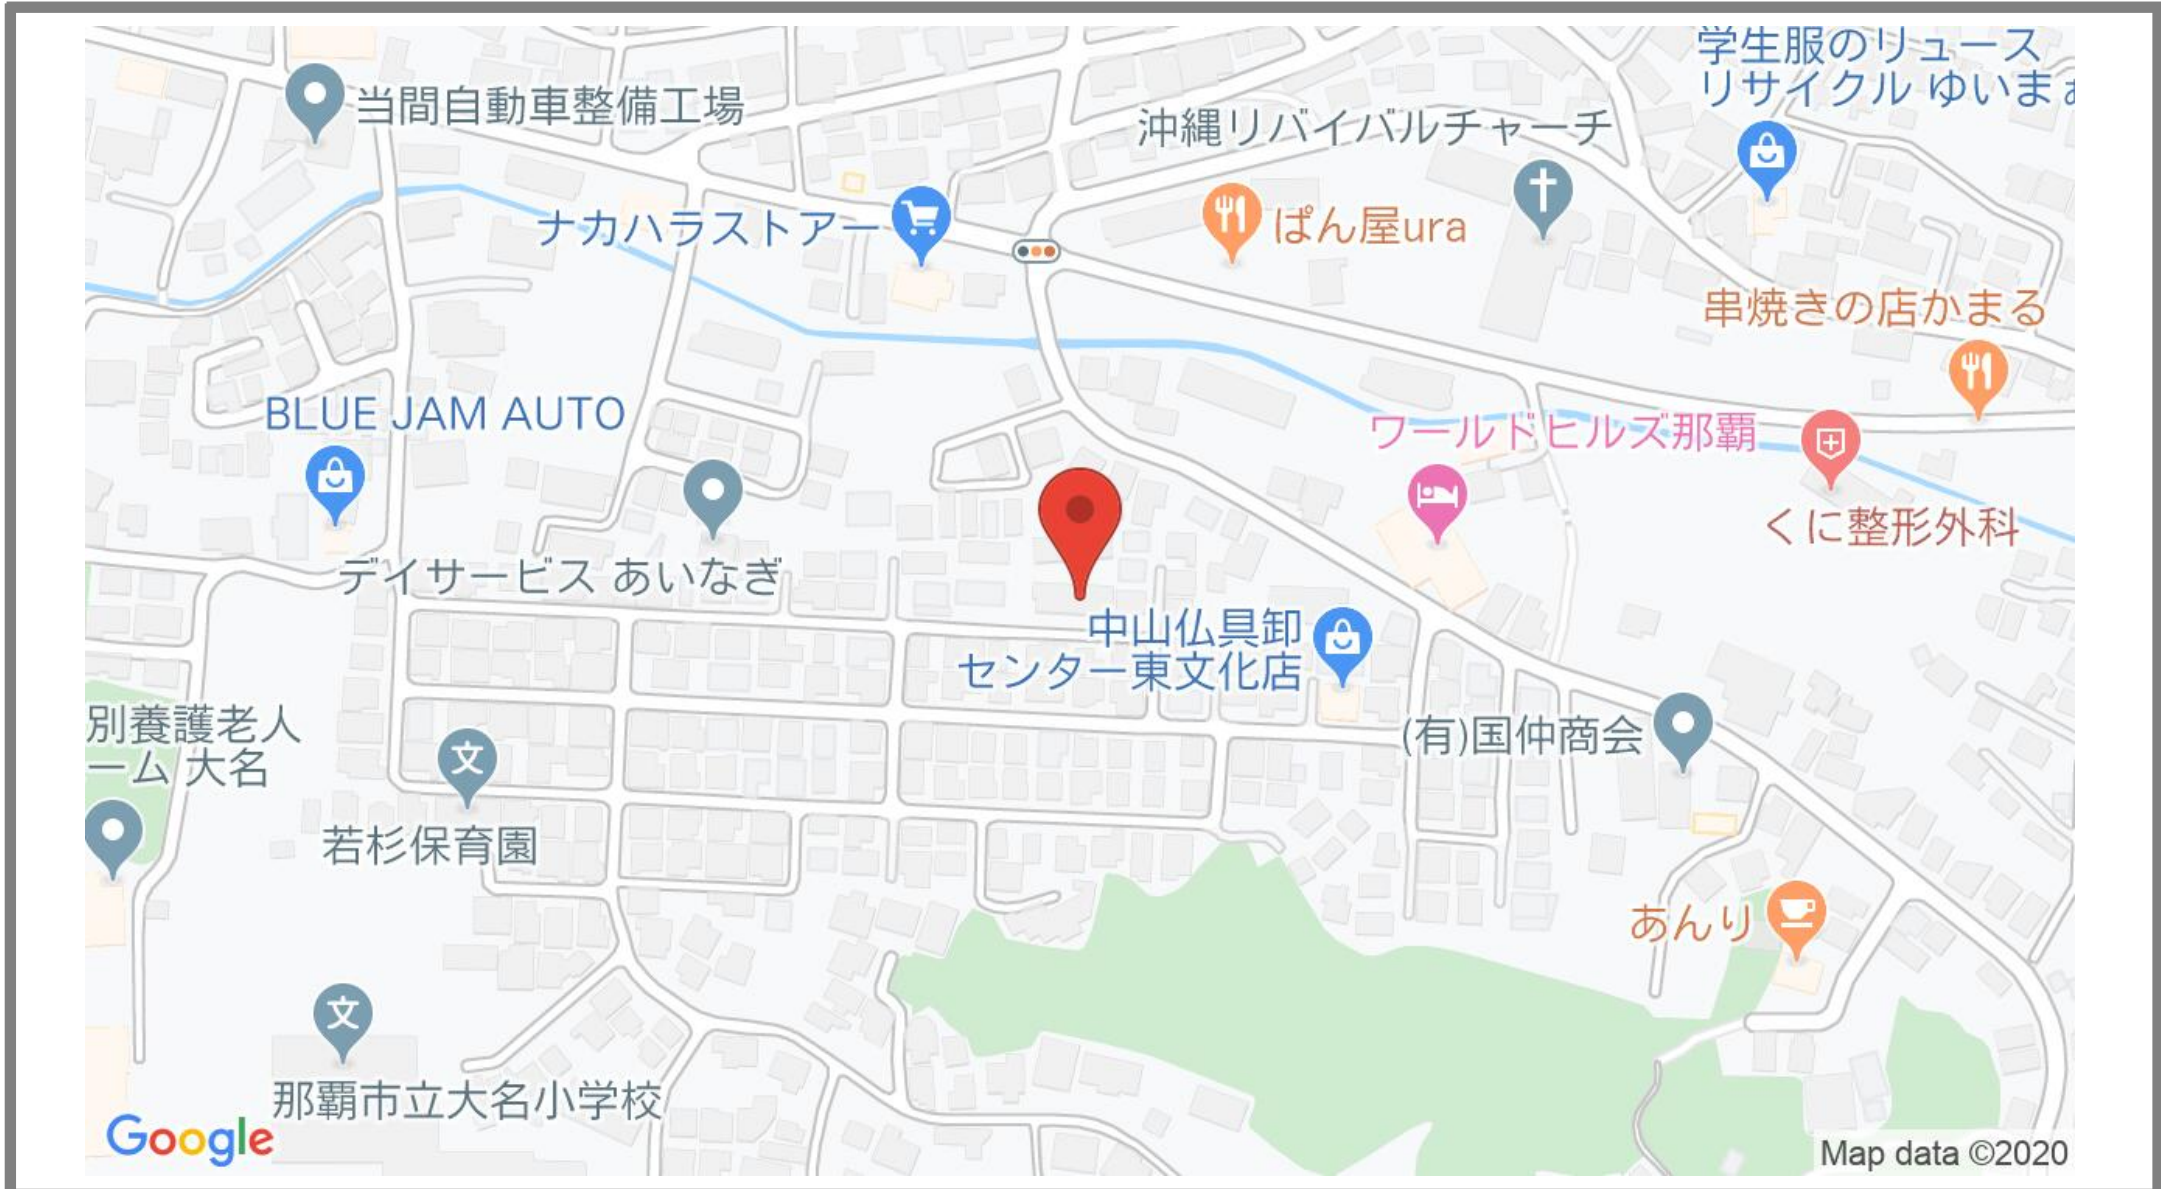 学生服のリュース
リサイクル ゆいまぁ
当間自動車整備工場
沖縄リバイバルチャーチ
ナカハラストアー
ぱん屋ura
串焼きの店かまる
BLUE JAM AUTO
ワールドヒルズ那覇
くに整形外科
デイサービス あいなぎ
中山仏具卸
センター東文化店
別養護老人
ーム 大名
文
(有)国仲商会
若杉保育園
あんり
文
那覇市立大名小学校
Google
Map data ©2020